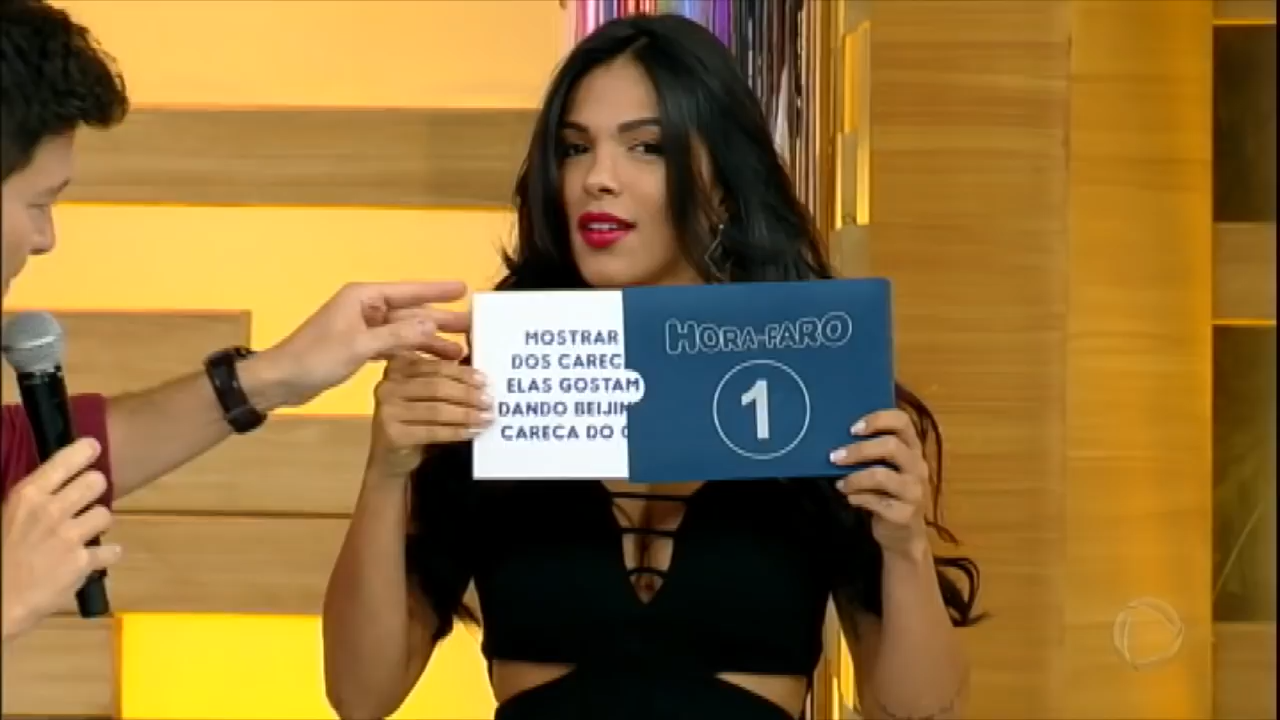 MOSTRAR
DOS CAREC
ELAS GOSTAM
DANDO BEIJIN
CARECA DO
HORA-FARO
1